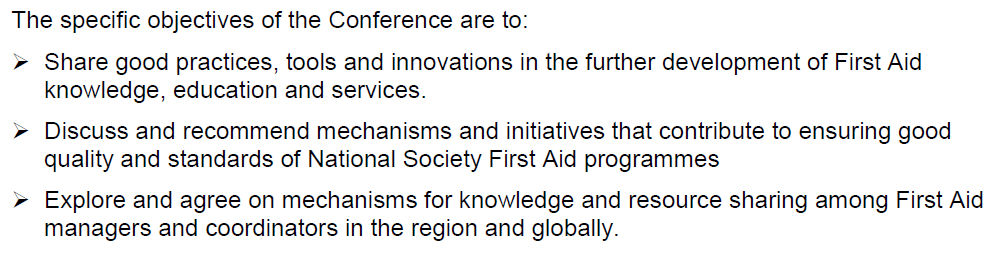 The specific objectives of the Conference are to:
➢ Share good practices, tools and innovations in the further development of First Aid
knowledge, education and services.
➢ Discuss and recommend mechanisms and initiatives that contribute to ensuring good
quality and standards of National Society First Aid programmes
➢ Explore and agree on mechanisms for knowledge and resource sharing among First Aid
managers and coordinators in the region and globally.